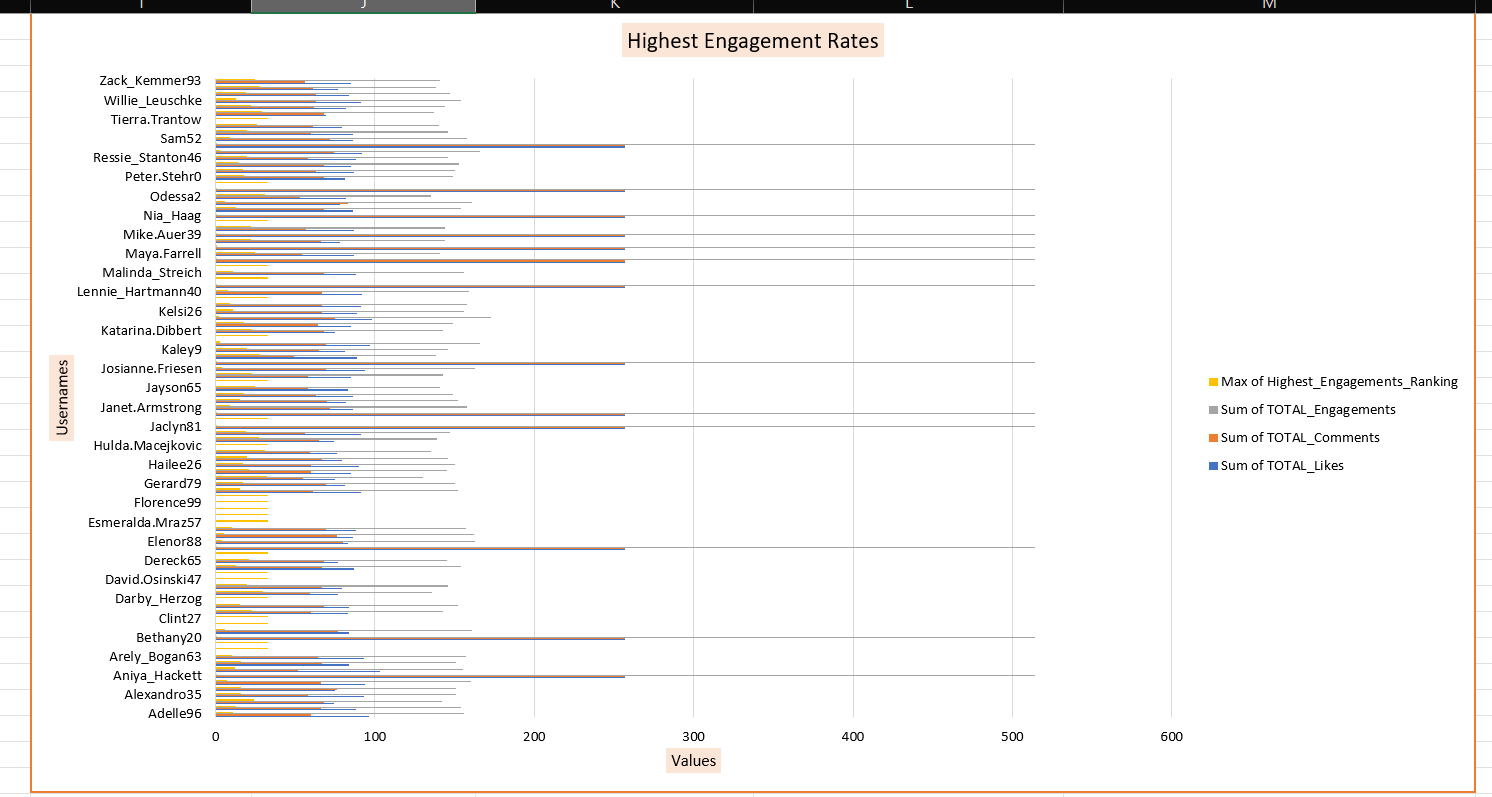 J K L M
Highest Engagement Rates
Zack_Kemmer93
Willie_Leuschke
Tierra.Trantow
Sam52
Ressie_Stanton46
Peter.Stehr0
Odessa2
Nia_Haag
Mike.Auer39
Maya.Farrell
Malinda_Streich
Lennie_Hartmann40
Kelsi26
Katarina.Dibbert
Kaley9
Josianne.Friesen
Jayson65
Janet.Armstrong
Jaclyn81
Hulda.Macejkovic
Hailee26
Gerard79
Florence99
Esmeralda.Mraz57
Elenor88
Dereck65
David.Osinski47
Darby_Herzog
Clint27
Bethany20
Arely_Bogan63
Aniya_Hackett
Alexandro35
Adelle96
Usernames
0 100 200 300 400 500 600
Values
Max of Highest_Engagements_Ranking
Sum of TOTAL_Engagements
Sum of TOTAL_Comments
Sum of TOTAL_Likes